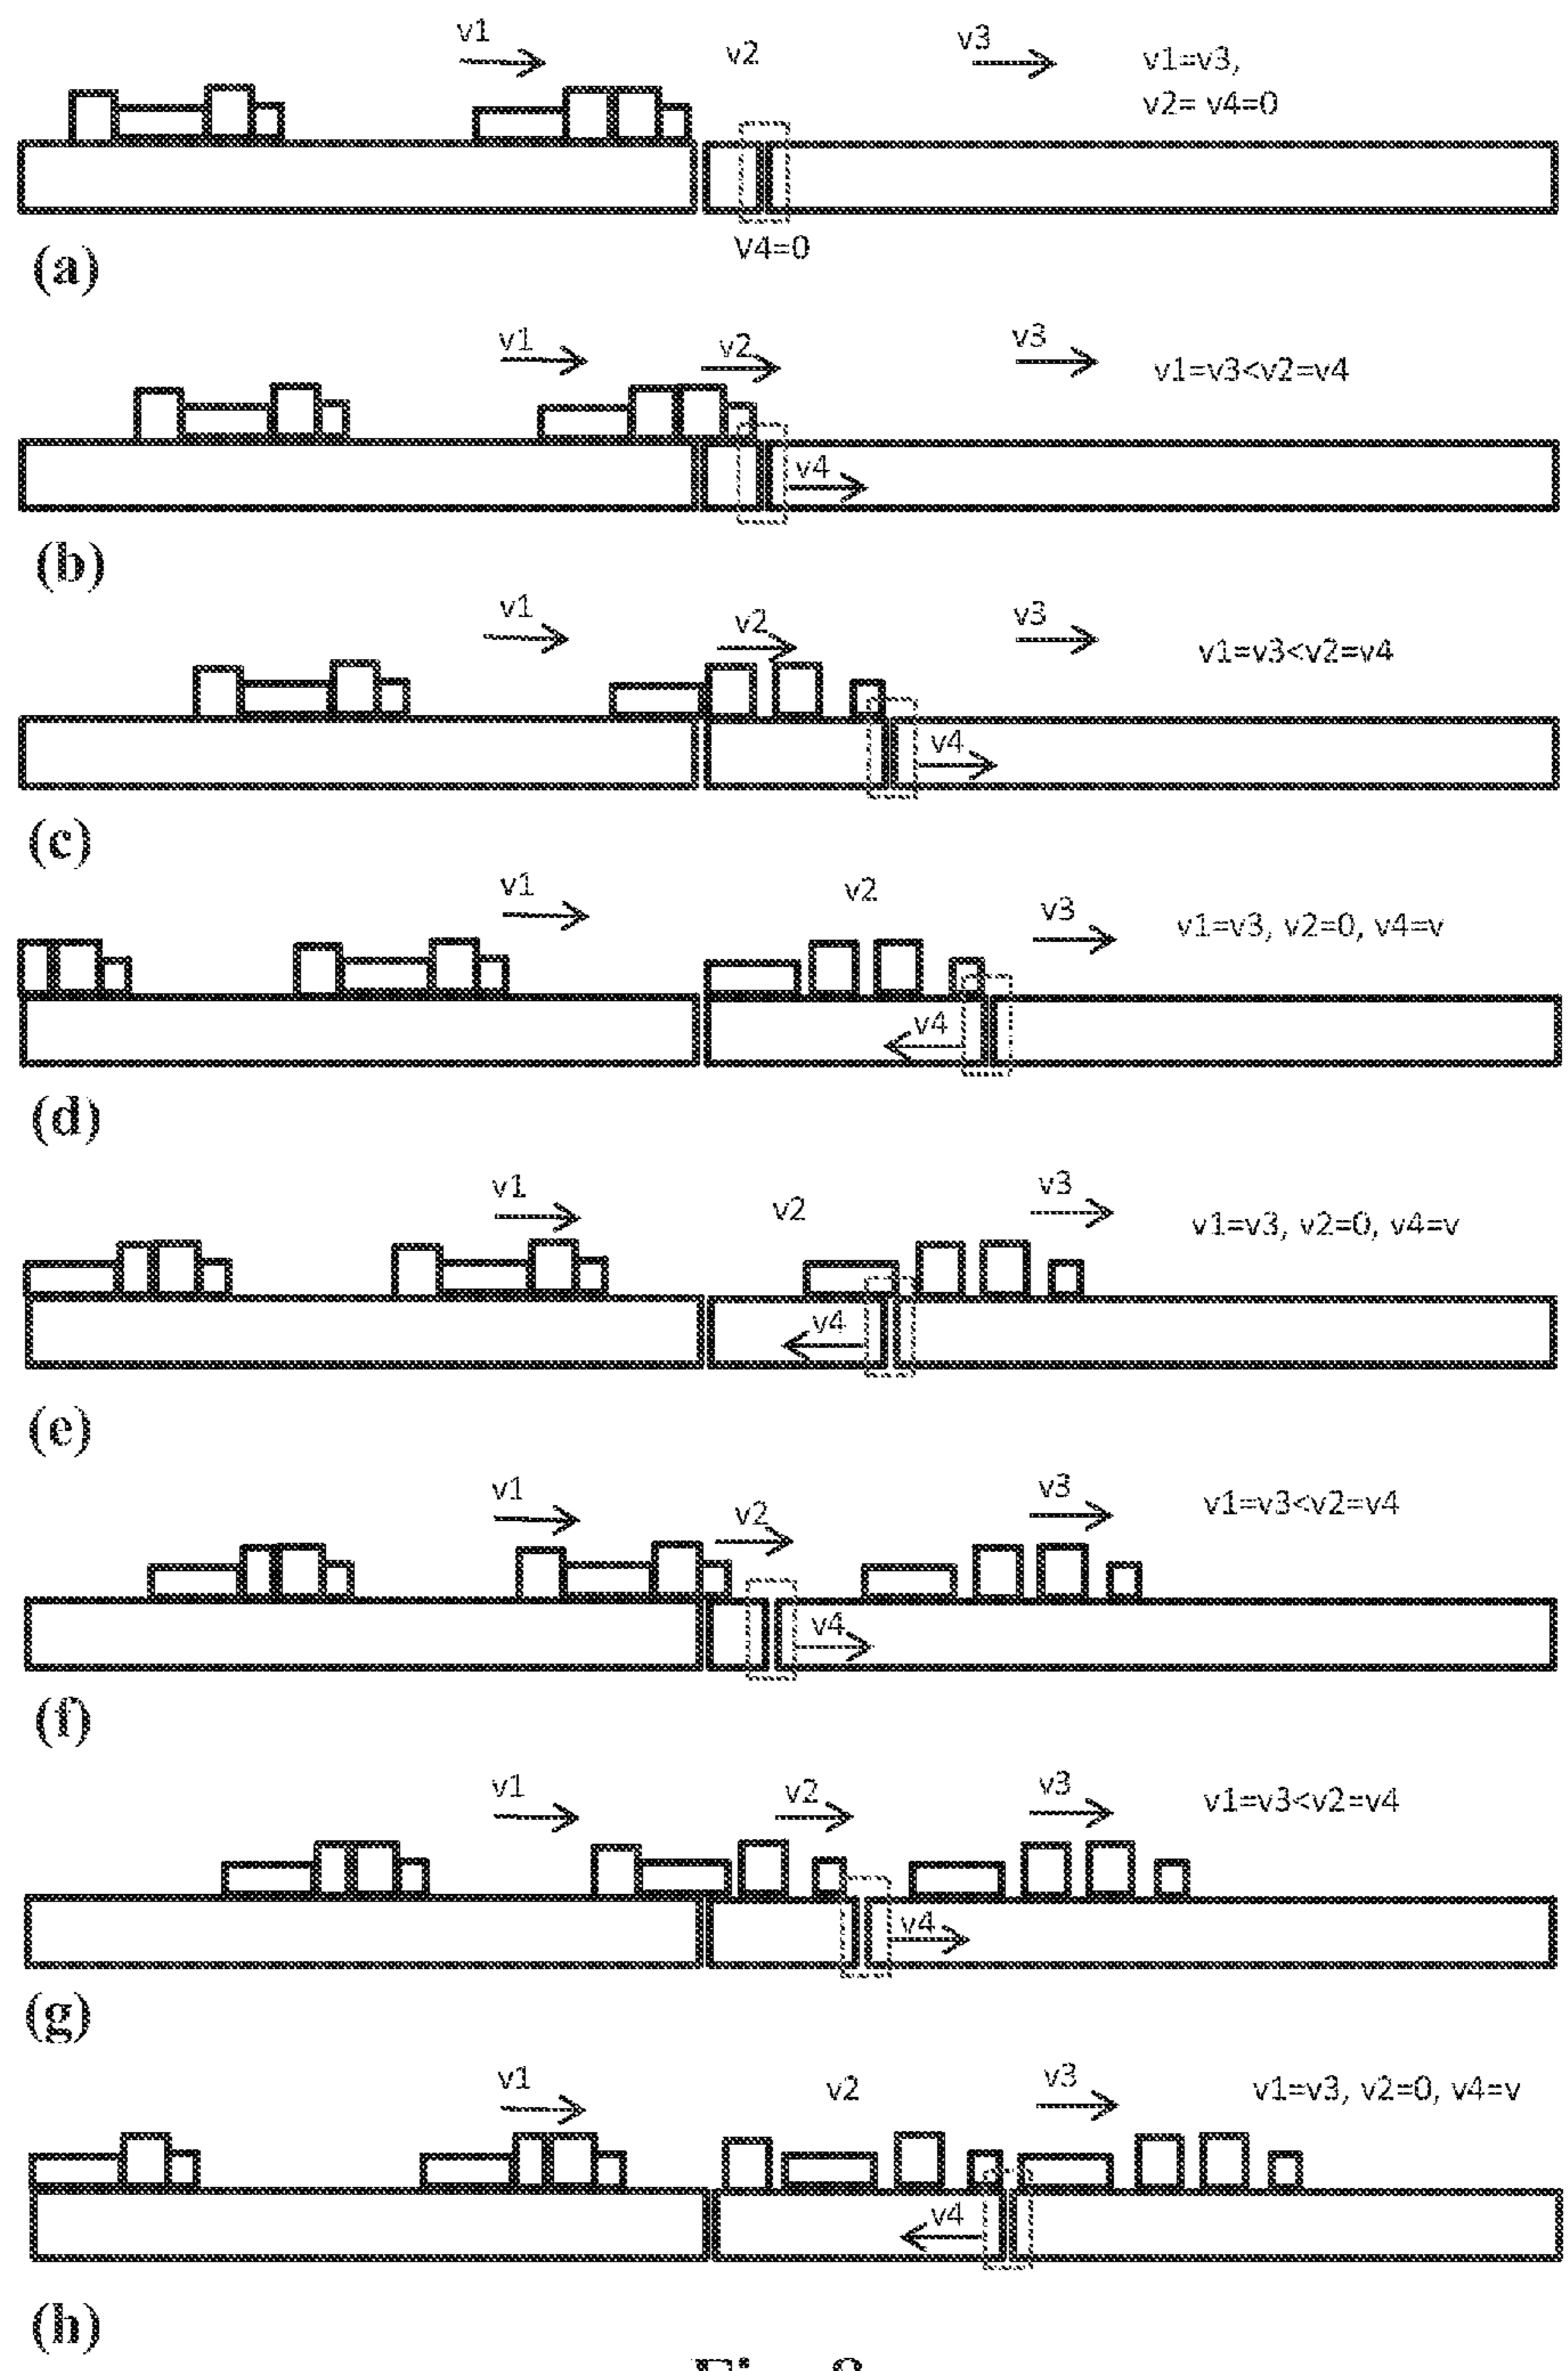 v1 v2 v3 v1=v3,
v2= v4=0
V4=0
(a)
v1 v2 v3 v1=v3<v2=v4
v4
(b)
v1 v2 v3 v1=v3<v2=v4
v4
(c)
v1 v2 v3 v1=v3, v2=0, v4=v
v4
(d)
v1 v2 v3 v1=v3, v2=0, v4=v
v4
(e)
v1 v2 v3 v1=v3<v2=v4
v4
(f)
v1 v2 v3 v1=v3<v2=v4
v4
(g)
v1 v2 v3 v1=v3, v2=0, v4=v
v4
(h)